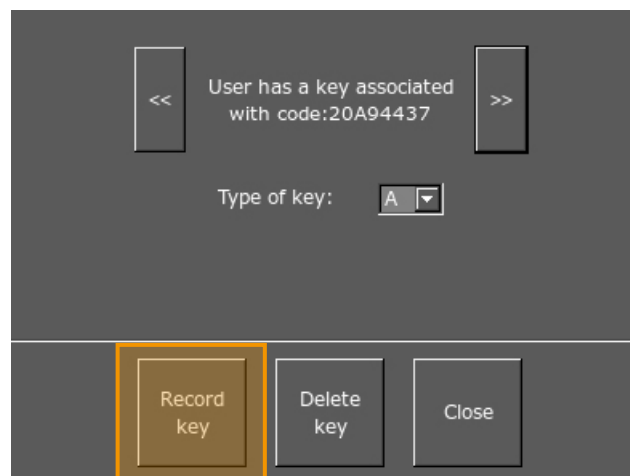 <<
User has a key associated
with code:20A94437
>>
Type of key:
A
Record
key
Delete
key
Close